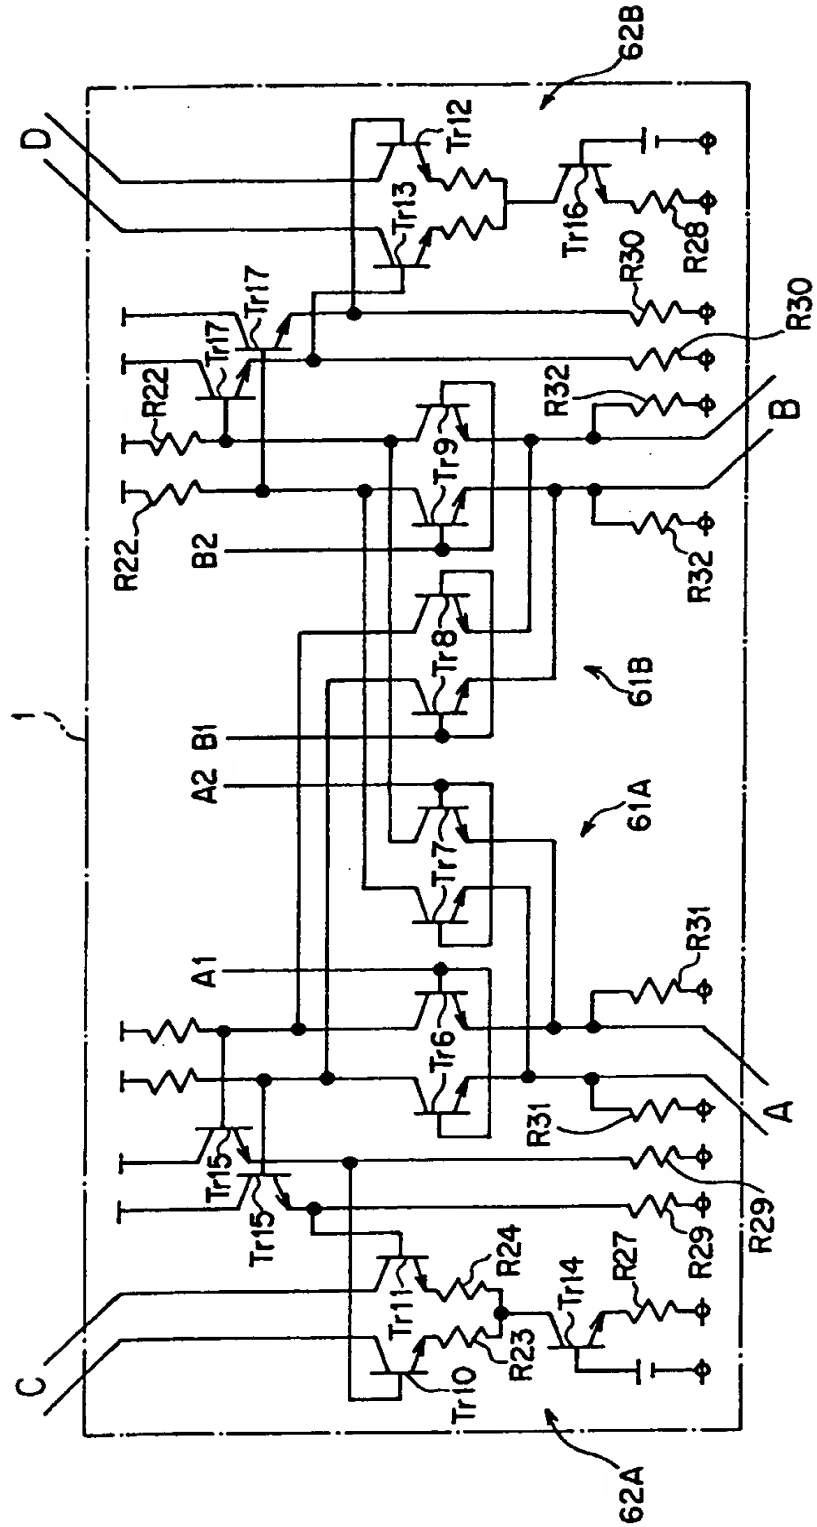 1
C
D
R22
R22
A1
A2
B1
B2
Tr15
Tr17
Tr15
Tr17
Tr11
Tr13
Tr10
Tr6
Tr7
Tr8
Tr9
Tr12
R23
R24
R31
R32
Tr14
Tr16
62A
R27
61A
61B
R30
62B
R29
R31
R32
R28
R29
A
B
R30